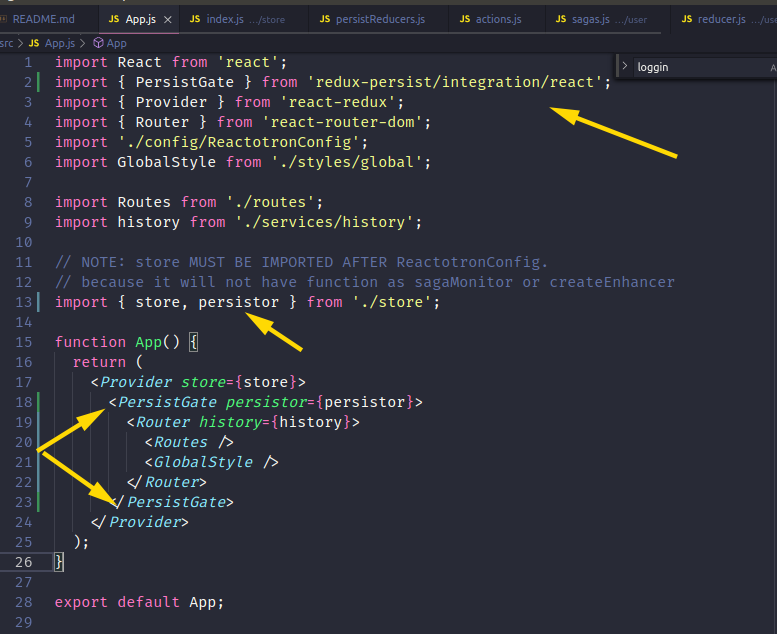 README.md JS App.js × JS index.js .../store JS persistReducers.js JS actions.js JS sagas.js .../user JS reducer.js
src > JS App.js > App
loggin
1 import React from 'react';
2 import { PersistGate } from 'redux-persist/integration/react';
3 import { Provider } from 'react-redux';
4 import { Router } from 'react-router-dom';
5 import './config/ReactotronConfig';
6 import GlobalStyle from './styles/global';
7
8 import Routes from './routes';
9 import history from './services/history';
10
11 // NOTE: store MUST BE IMPORTED AFTER ReactotronConfig.
12 // because it will not have function as sagaMonitor or createEnhancer
13 import { store, persistor } from './store';
14
15 function App() {
16 return (
17 <Provider store={store}>
18 <PersistGate persistor={persistor}>
19 <Router history={history}>
20 <Routes />
21 <GlobalStyle />
22 </Router>
23 </PersistGate>
24 </Provider>
25 );
26 }
27
28 export default App;
29